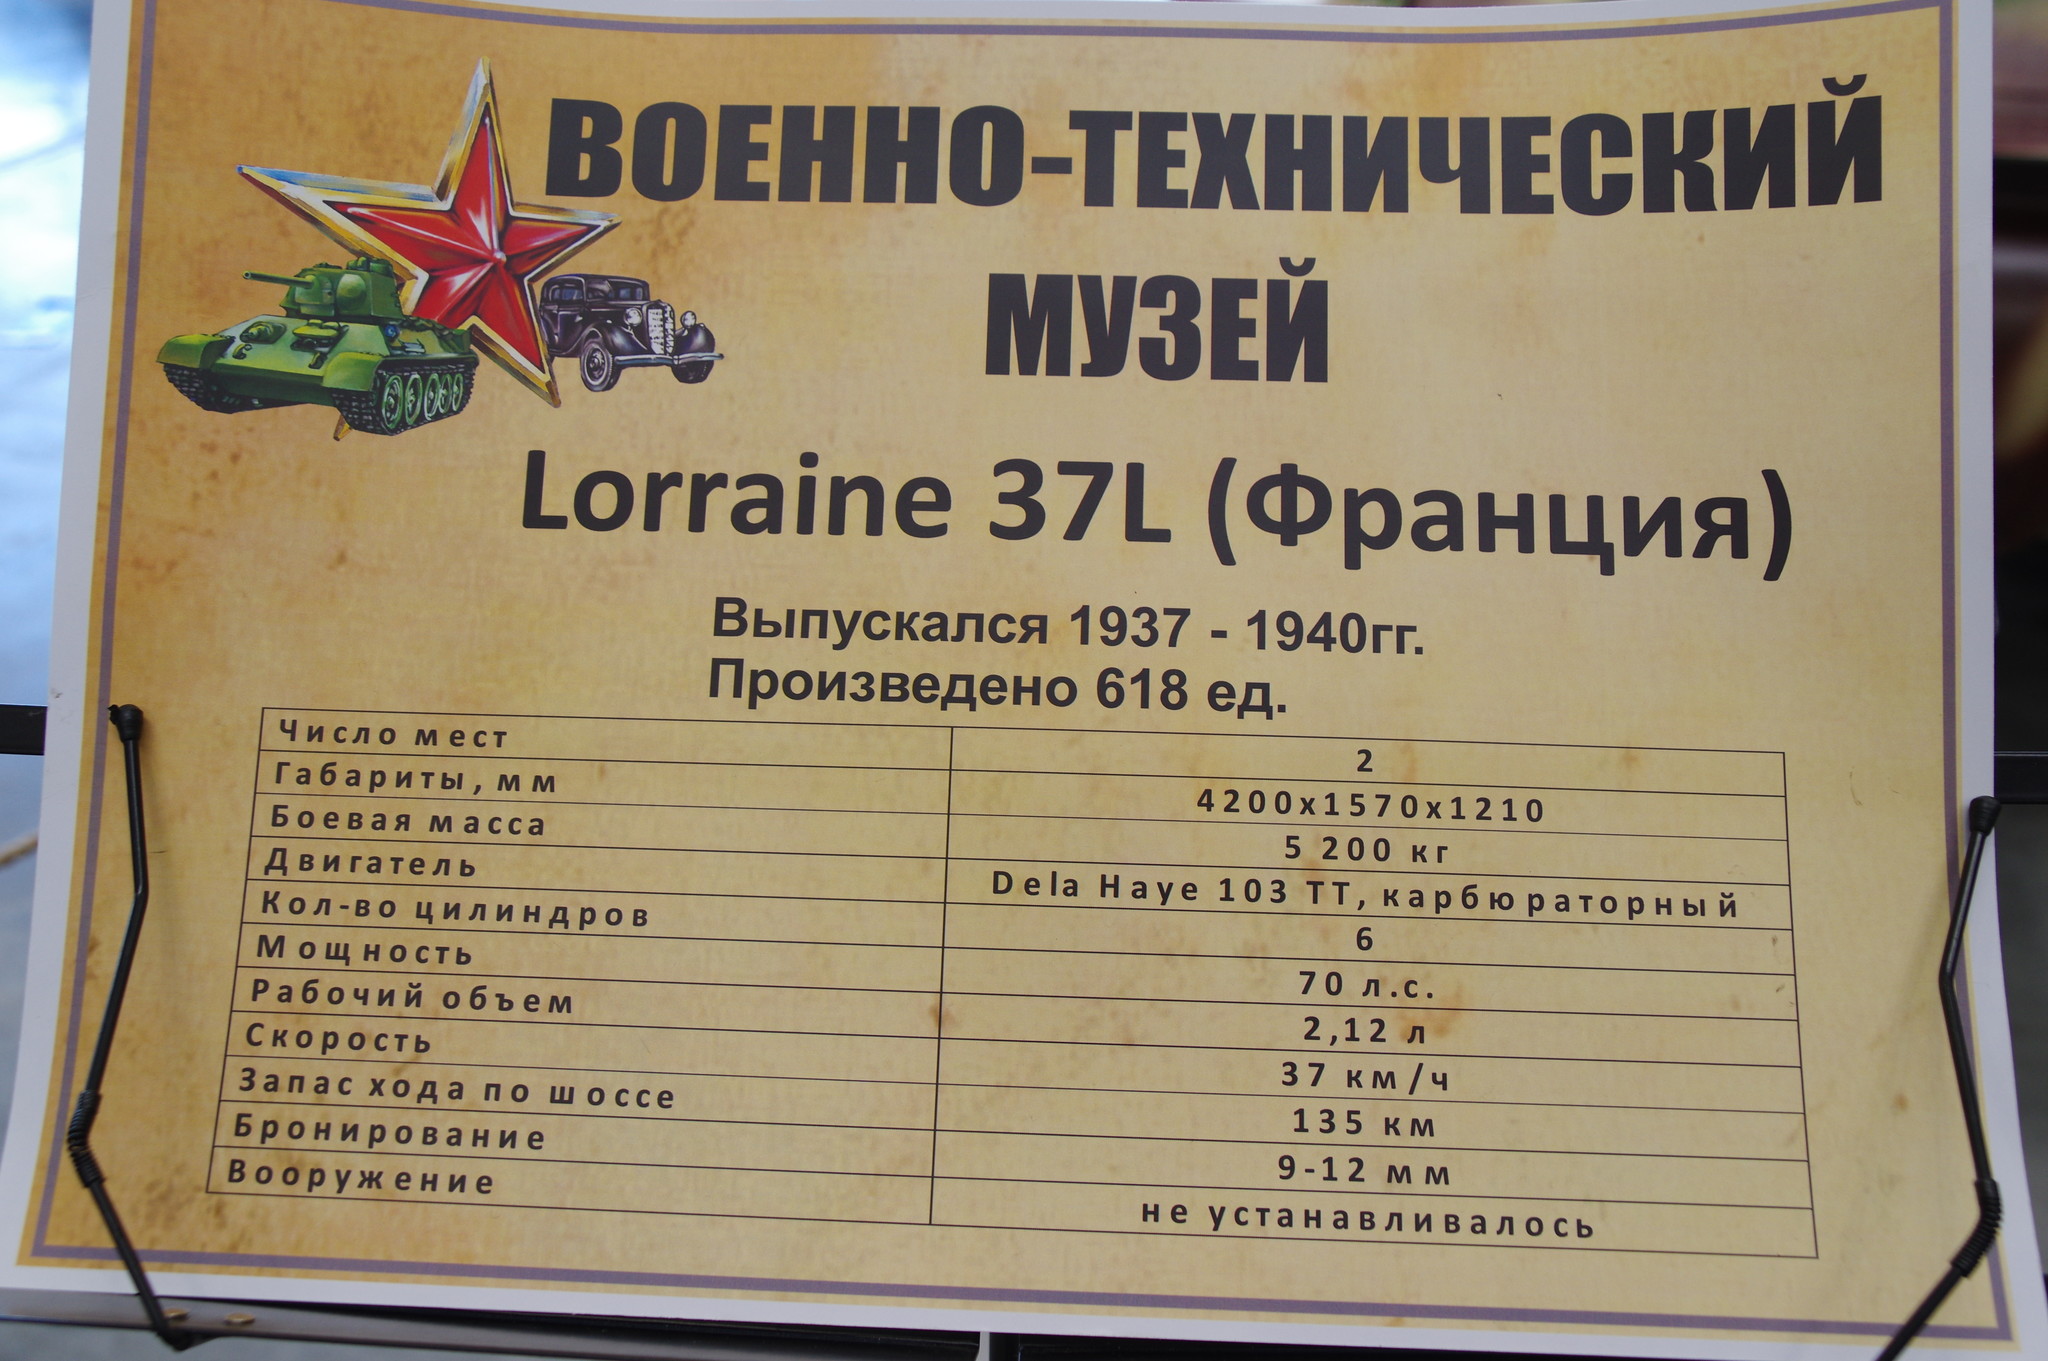 ВОЕННО-ТЕХНИЧЕСКИЙ
МУЗЕЙ
Lorraine 37L (Франция)
Выпускался 1937 - 1940гг.
Произведено 618 ед.
Число мест 2
Габариты, мм 4200х1570х1210
Боевая масса 5 200 кг
Двигатель Dela Haye 103 TT, карбюраторный
Кол-во цилиндров 6
Мощность 70 л.с.
Рабочий объем 2,12 л
Скорость 37 км/ч
Запас хода по шоссе 135 км
Бронирование 9-12 мм
Вооружение не устанавливалось